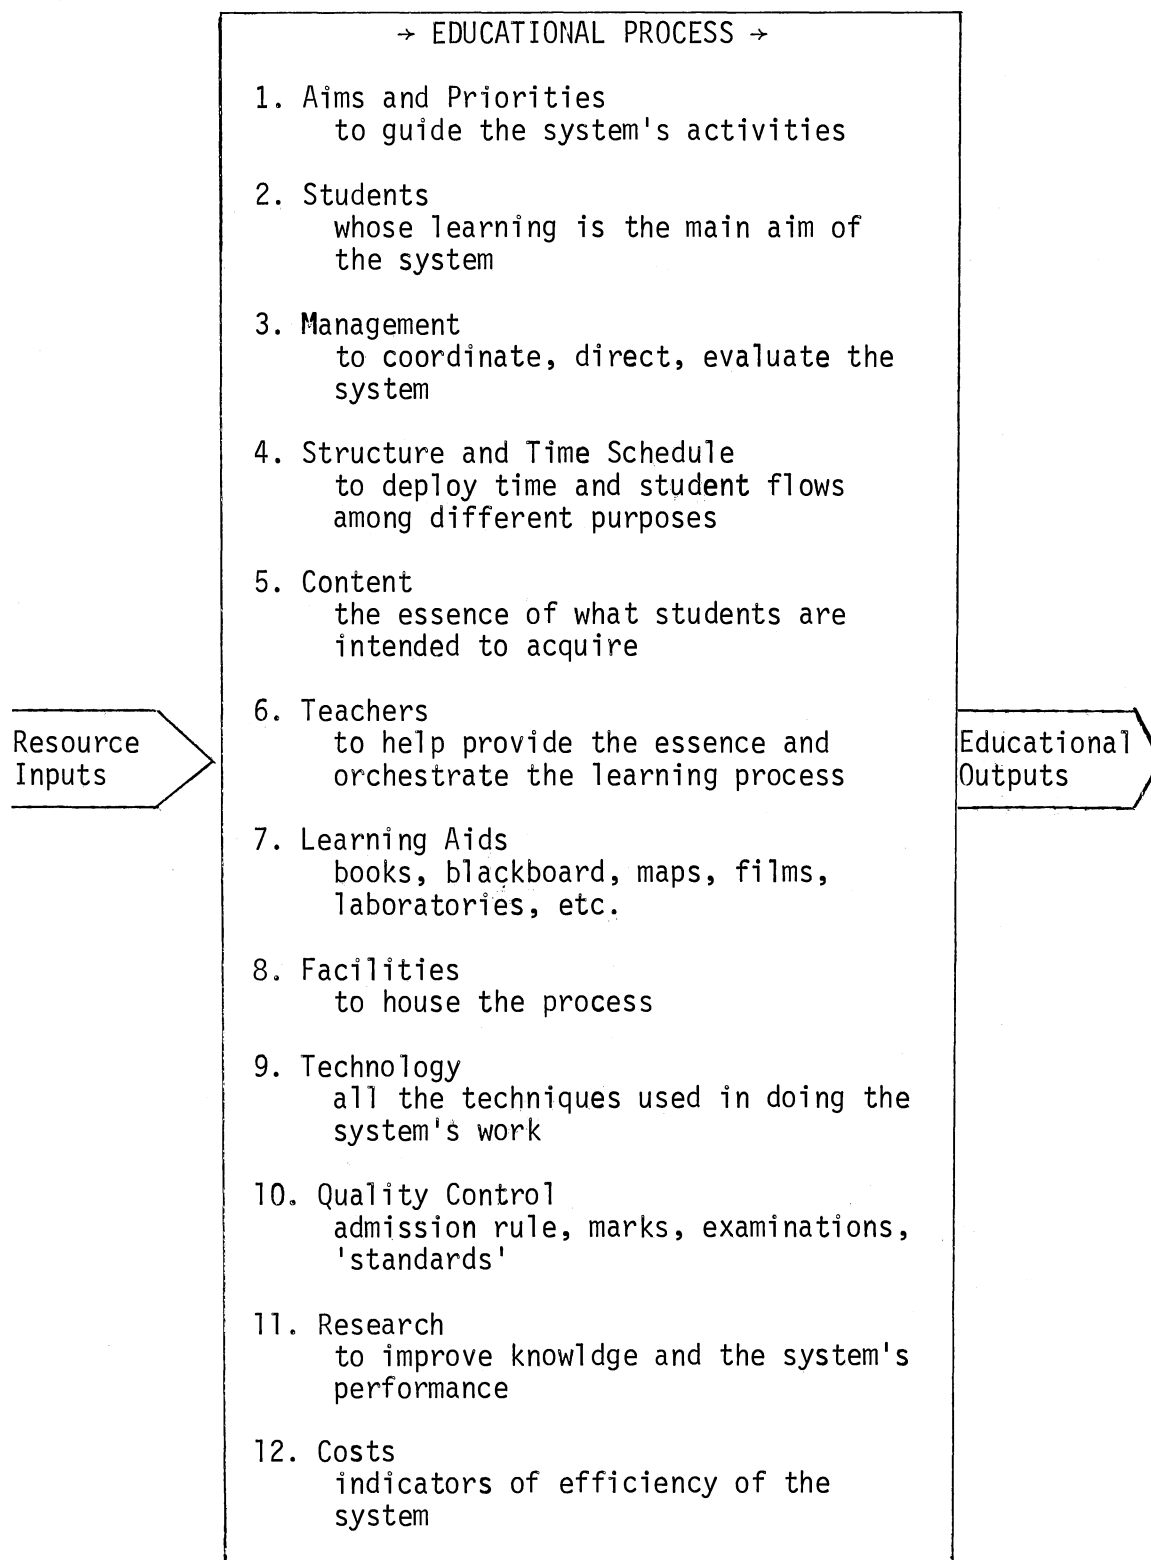 → EDUCATIONAL PROCESS →
1. Aims and Priorities
to guide the system's activities
2. Students
whose learning is the main aim of
the system
3. Management
to coordinate, direct, evaluate the
system
4. Structure and Time Schedule
to deploy time and student flows
among different purposes
5. Content
the essence of what students are
intended to acquire
6. Teachers
to help provide the essence and
orchestrate the learning process
Resource
Inputs
Educational
Outputs
7. Learning Aids
books, blackboard, maps, films,
laboratories, etc.
8. Facilities
to house the process
9. Technology
all the techniques used in doing the
system's work
10. Quality Control
admission rule, marks, examinations,
'standards'
11. Research
to improve knowldge and the system's
performance
12. Costs
indicators of efficiency of the
system